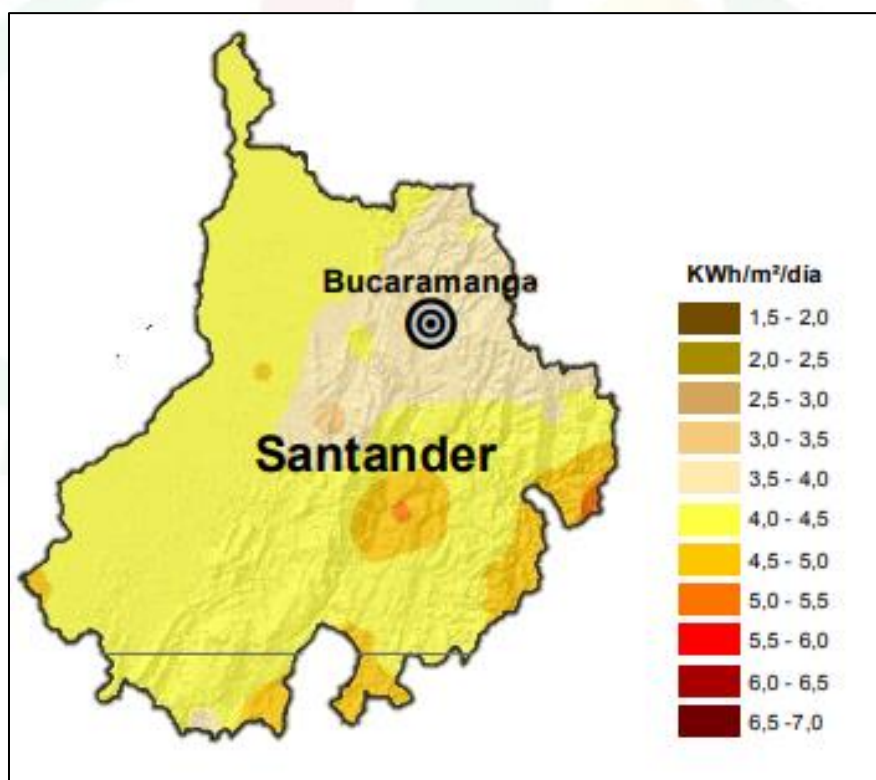 Bucaramanga
Santander
KWh/m²/dia
1,5 - 2,0
2,0 - 2,5
2,5 - 3,0
3,0 - 3,5
3,5 - 4,0
4,0 - 4,5
4,5 - 5,0
5,0 - 5,5
5,5 - 6,0
6,0 - 6,5
6,5 -7,0